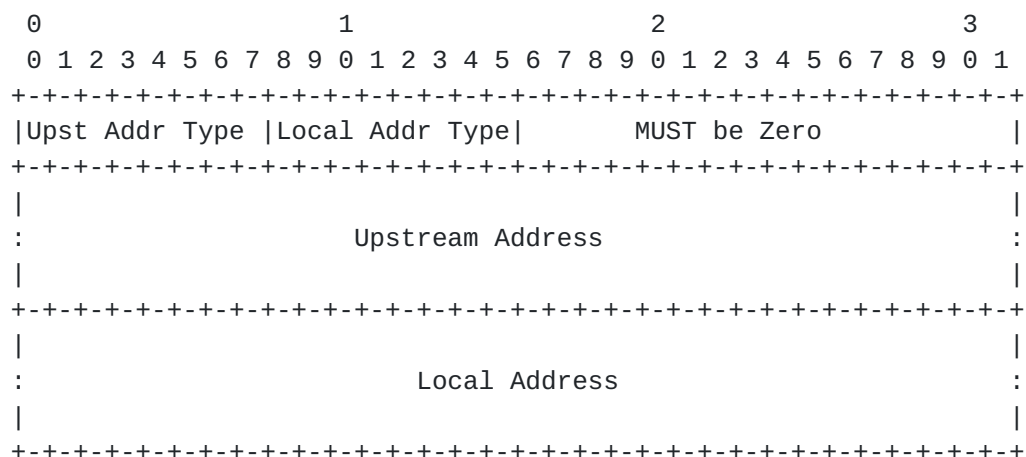 0                   1                   2                   3
 0 1 2 3 4 5 6 7 8 9 0 1 2 3 4 5 6 7 8 9 0 1 2 3 4 5 6 7 8 9 0 1
+-+-+-+-+-+-+-+-+-+-+-+-+-+-+-+-+-+-+-+-+-+-+-+-+-+-+-+-+-+-+-+-+
|Upst Addr Type |Local Addr Type|       MUST be Zero            |
+-+-+-+-+-+-+-+-+-+-+-+-+-+-+-+-+-+-+-+-+-+-+-+-+-+-+-+-+-+-+-+-+
|                                                               |
:                     Upstream Address                          :
|                                                               |
+-+-+-+-+-+-+-+-+-+-+-+-+-+-+-+-+-+-+-+-+-+-+-+-+-+-+-+-+-+-+-+-+
|                                                               |
:                         Local Address                         :
|                                                               |
+-+-+-+-+-+-+-+-+-+-+-+-+-+-+-+-+-+-+-+-+-+-+-+-+-+-+-+-+-+-+-+-+